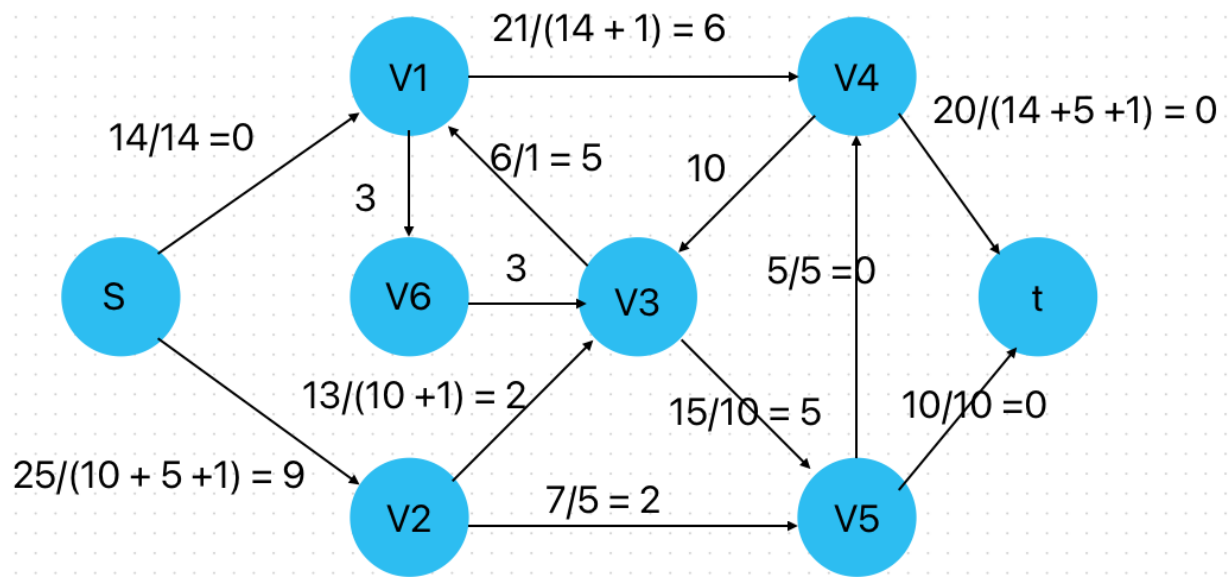 21/(14 + 1) = 6
V1
V4
20/(14 +5 +1) = 0
14/14 =0
6/1 = 5
10
3
3
5/5 =0
S
V6
V3
t
13/(10 +1) = 2
15/10 = 5
10/10 =0
25/(10 + 5 +1) = 9
7/5 = 2
V2
V5